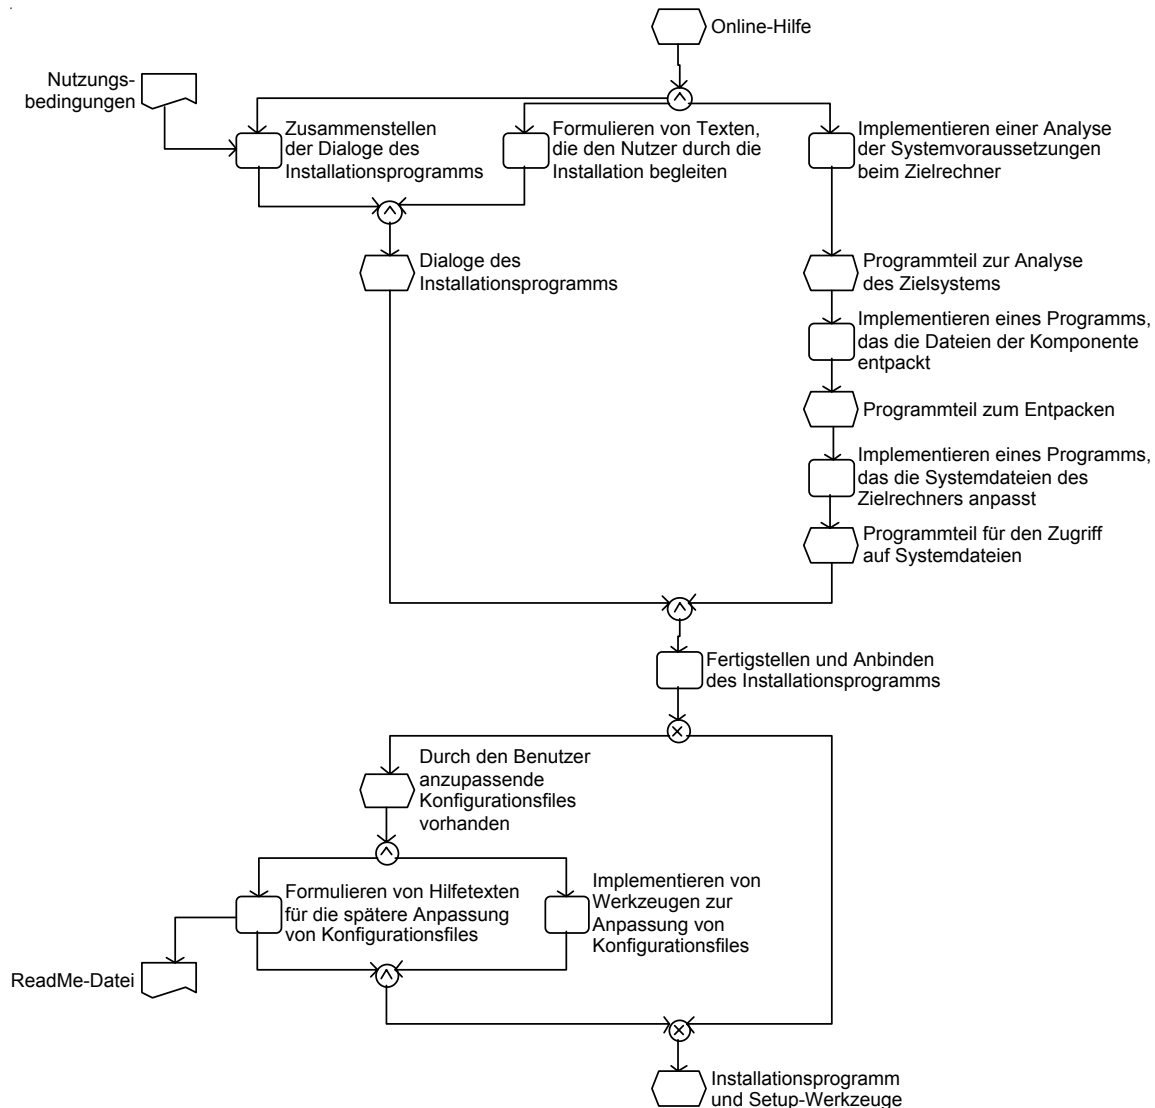 Online-Hilfe
Nutzungs-
bedingungen
Zusammenstellen
der Dialoge des
Installationsprogramms
Formulieren von Texten,
die den Nutzer durch die
Installation begleiten
Implementieren einer Analyse
der Systemvoraussetzungen
beim Zielrechner
Dialoge des
Installationsprogramms
Programmteil zur Analyse
des Zielsystems
Implementieren eines Programms,
das die Dateien der Komponente
entpackt
Programmteil zum Entpacken
Implementieren eines Programms,
das die Systemdateien des
Zielrechners anpasst
Programmteil für den Zugriff
auf Systemdateien
Fertigstellen und Anbinden
des Installationsprogramms
Durch den Benutzer
anzupassende
Konfigurationsfiles
vorhanden
Formulieren von Hilfetexten
für die spätere Anpassung
von Konfigurationsfiles
Implementieren von
Werkzeugen zur
Anpassung von
Konfigurationsfiles
ReadMe-Datei
Installationsprogramm
und Setup-Werkzeuge